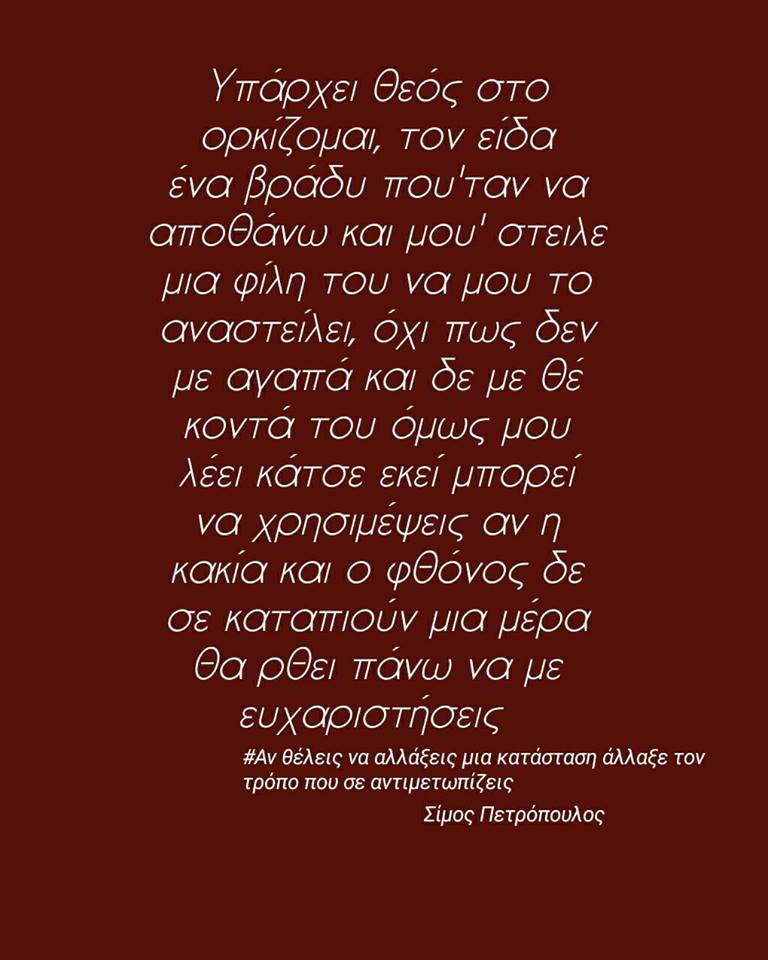 Υπάρχει θεός στο
ορκίζομαι, τον είδα
ένα βράδυ που'ταν να
αποθάνω και μου' στειλε
μια φίλη του να μου το
αναστείλει, όχι πως δεν
με αγαπά και δε με θέ
κοντά του όμως μου
λέει κάτσε εκεί μπορεί
να χρησιμέψεις αν η
κακία και ο φθόνος δε
σε καταπιούν μια μέρα
θα ρθει πάνω να με
ευχαριστήσεις
#Αν θέλεις να αλλάξεις μια κατάσταση άλλαξε τον
τρόπο που σε αντιμετωπίζεις
Σίμος Πετρόπουλος